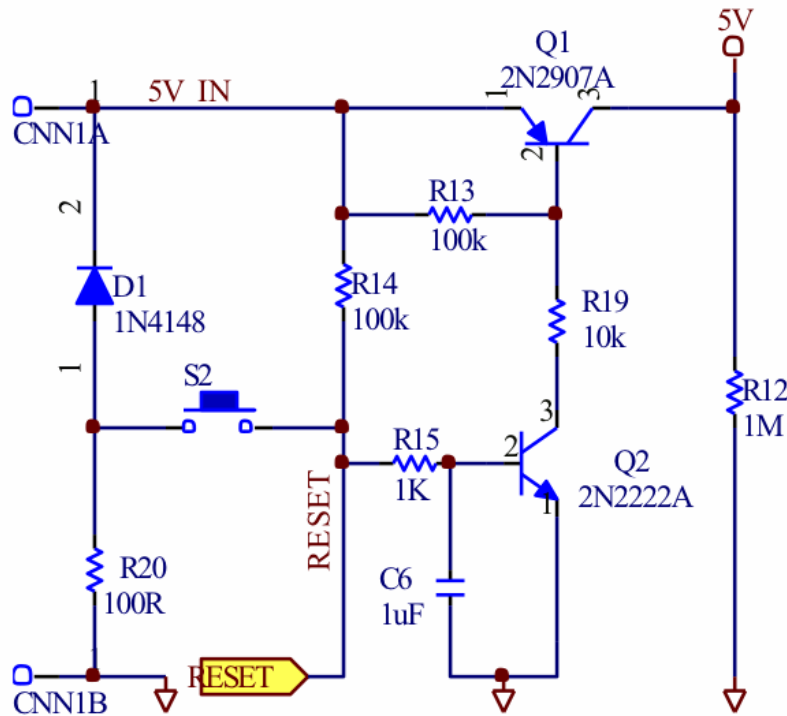 5V
Q1
2N2907A
1
5V IN
1
3
CNN1A
2
2
R13
100k
D1
1N4148
R14
100k
R19
10k
1
S2
3
R12
1M
R15
1K
2
Q2
2N2222A
1
RESET
R20
100R
C6
1uF
RESET
CNN1B